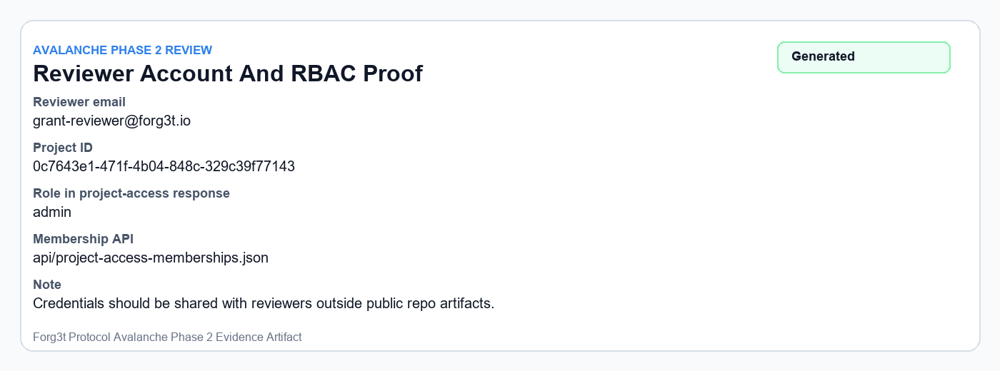 AVALANCHE PHASE 2 REVIEW
Generated
Reviewer Account And RBAC Proof
Reviewer email
grant-reviewer@forg3t.io
Project ID
0c7643e1-471f-4b04-848c-329c39f77143
Role in project-access response
admin
Membership API
api/project-access-memberships.json
Note
Credentials should be shared with reviewers outside public repo artifacts.
Forg3t Protocol Avalanche Phase 2 Evidence Artifact